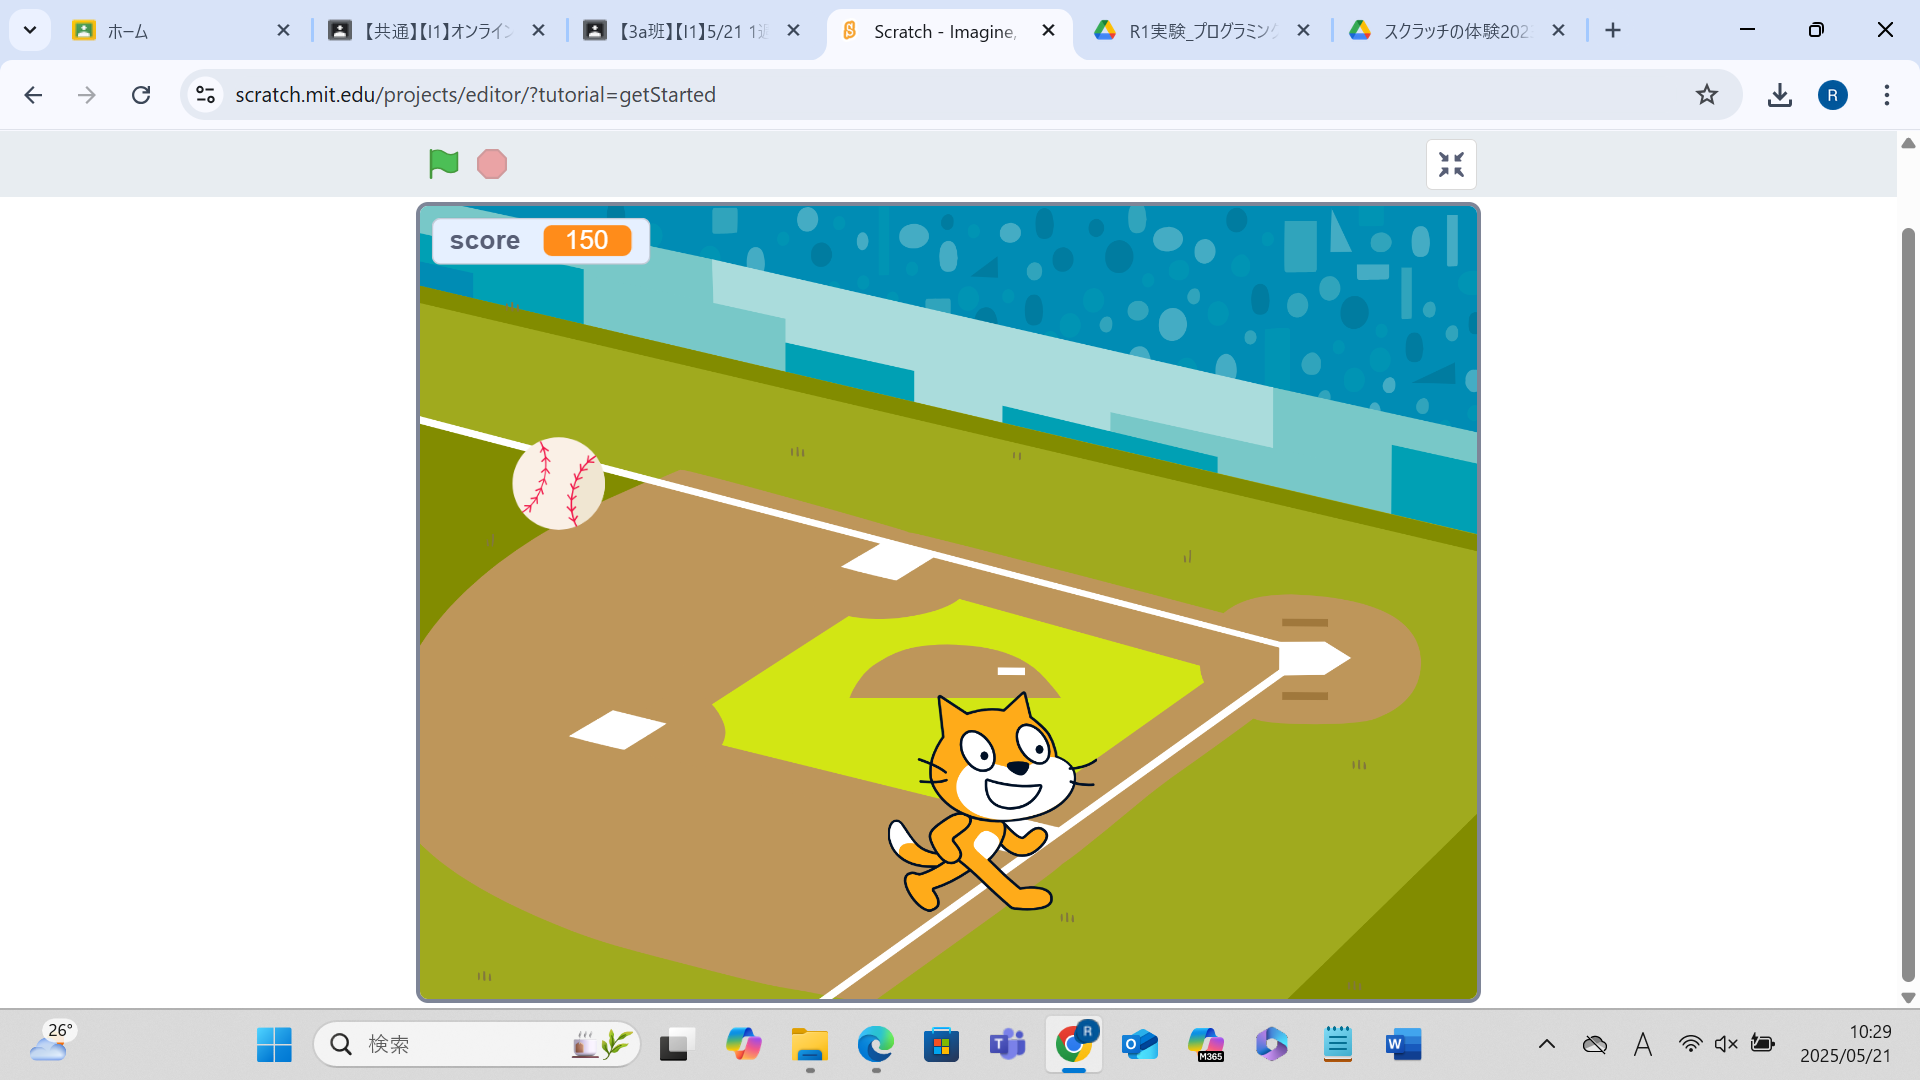 ホーム
【共通】【I1】オンライン
【3a班】【I1】5/21 1週
Scratch - Imagine,
R1実験_プログラミング
スクラッチの体験202
scratch.mit.edu/projects/editor/?tutorial=getStarted
R
score 150
26°
検索
R
M365
A
10:29
2025/05/21